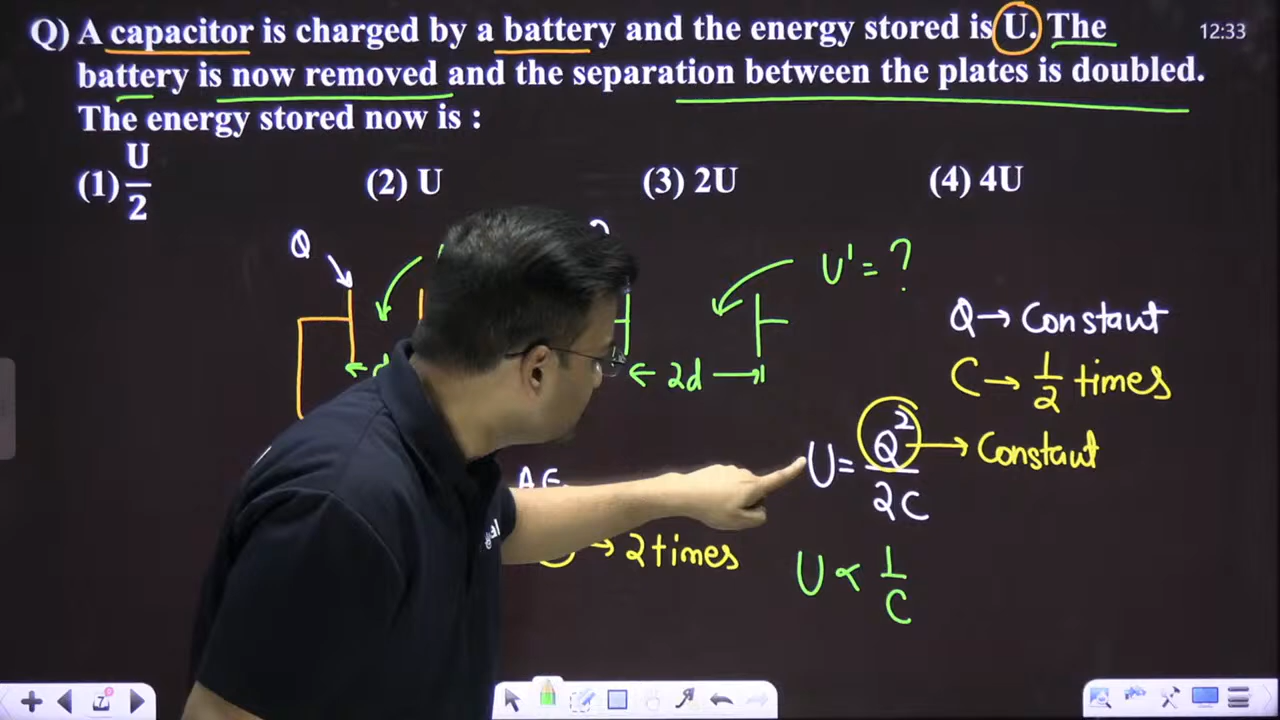 Q) A capacitor is charged by a battery and the energy stored is U. The
12:33
battery is now removed and the separation between the plates is doubled.
The energy stored now is :
(1) U/2 (2) U (3) 2U (4) 4U
Q
U' = ?
Q → Constant
d
← 2d →
C → 1/2 times
U = Q²/2C → Constant
→ 2 times
U ∝ 1/C